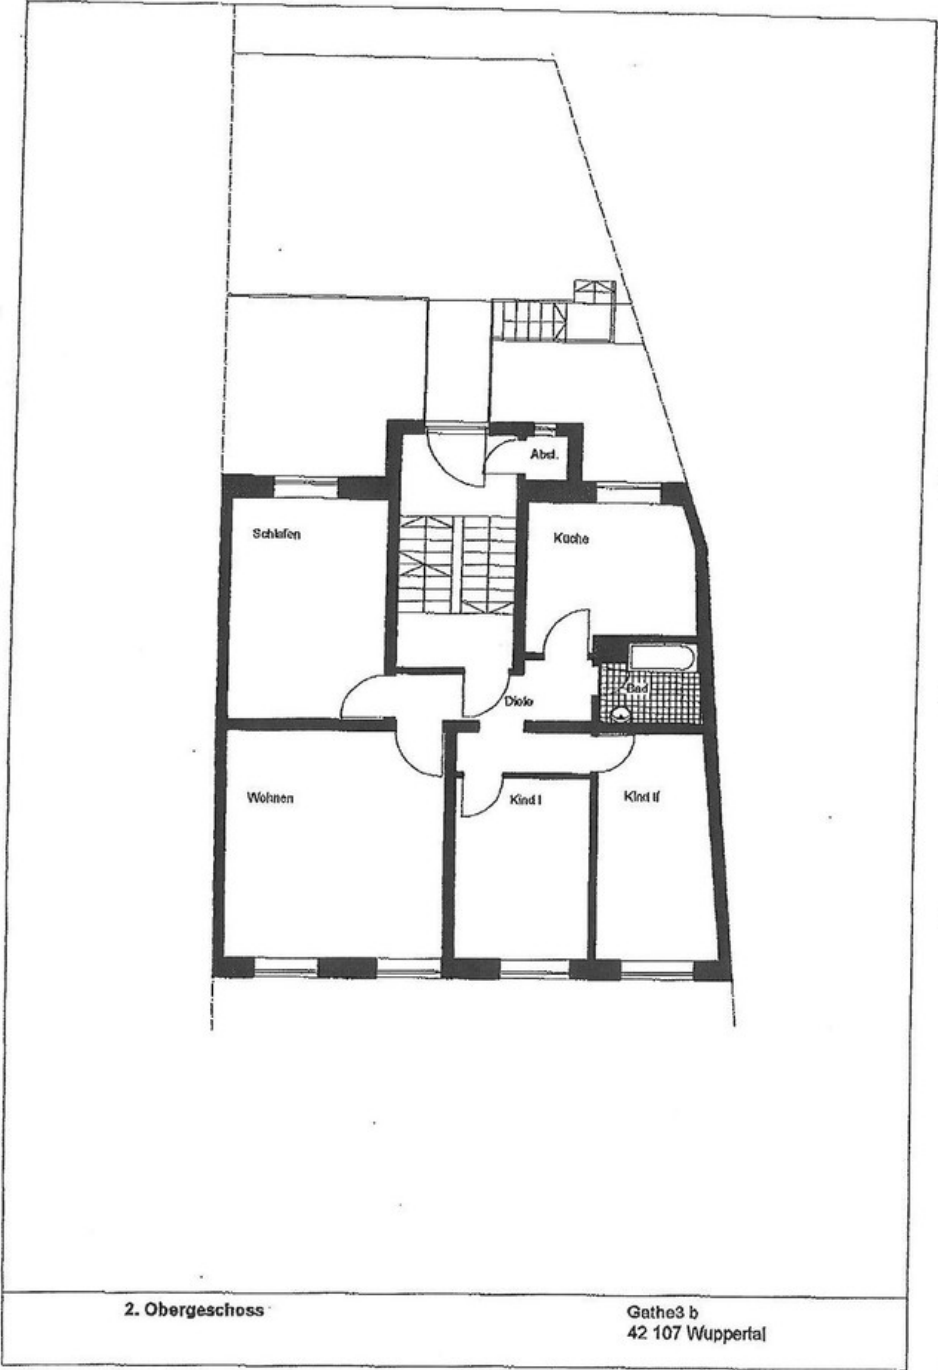 Abst.
Schlafen
Küche
Bad
Diele
Wohnen
Kind I
Kind II
2. Obergeschoss
Gathe3 b
42 107 Wuppertal